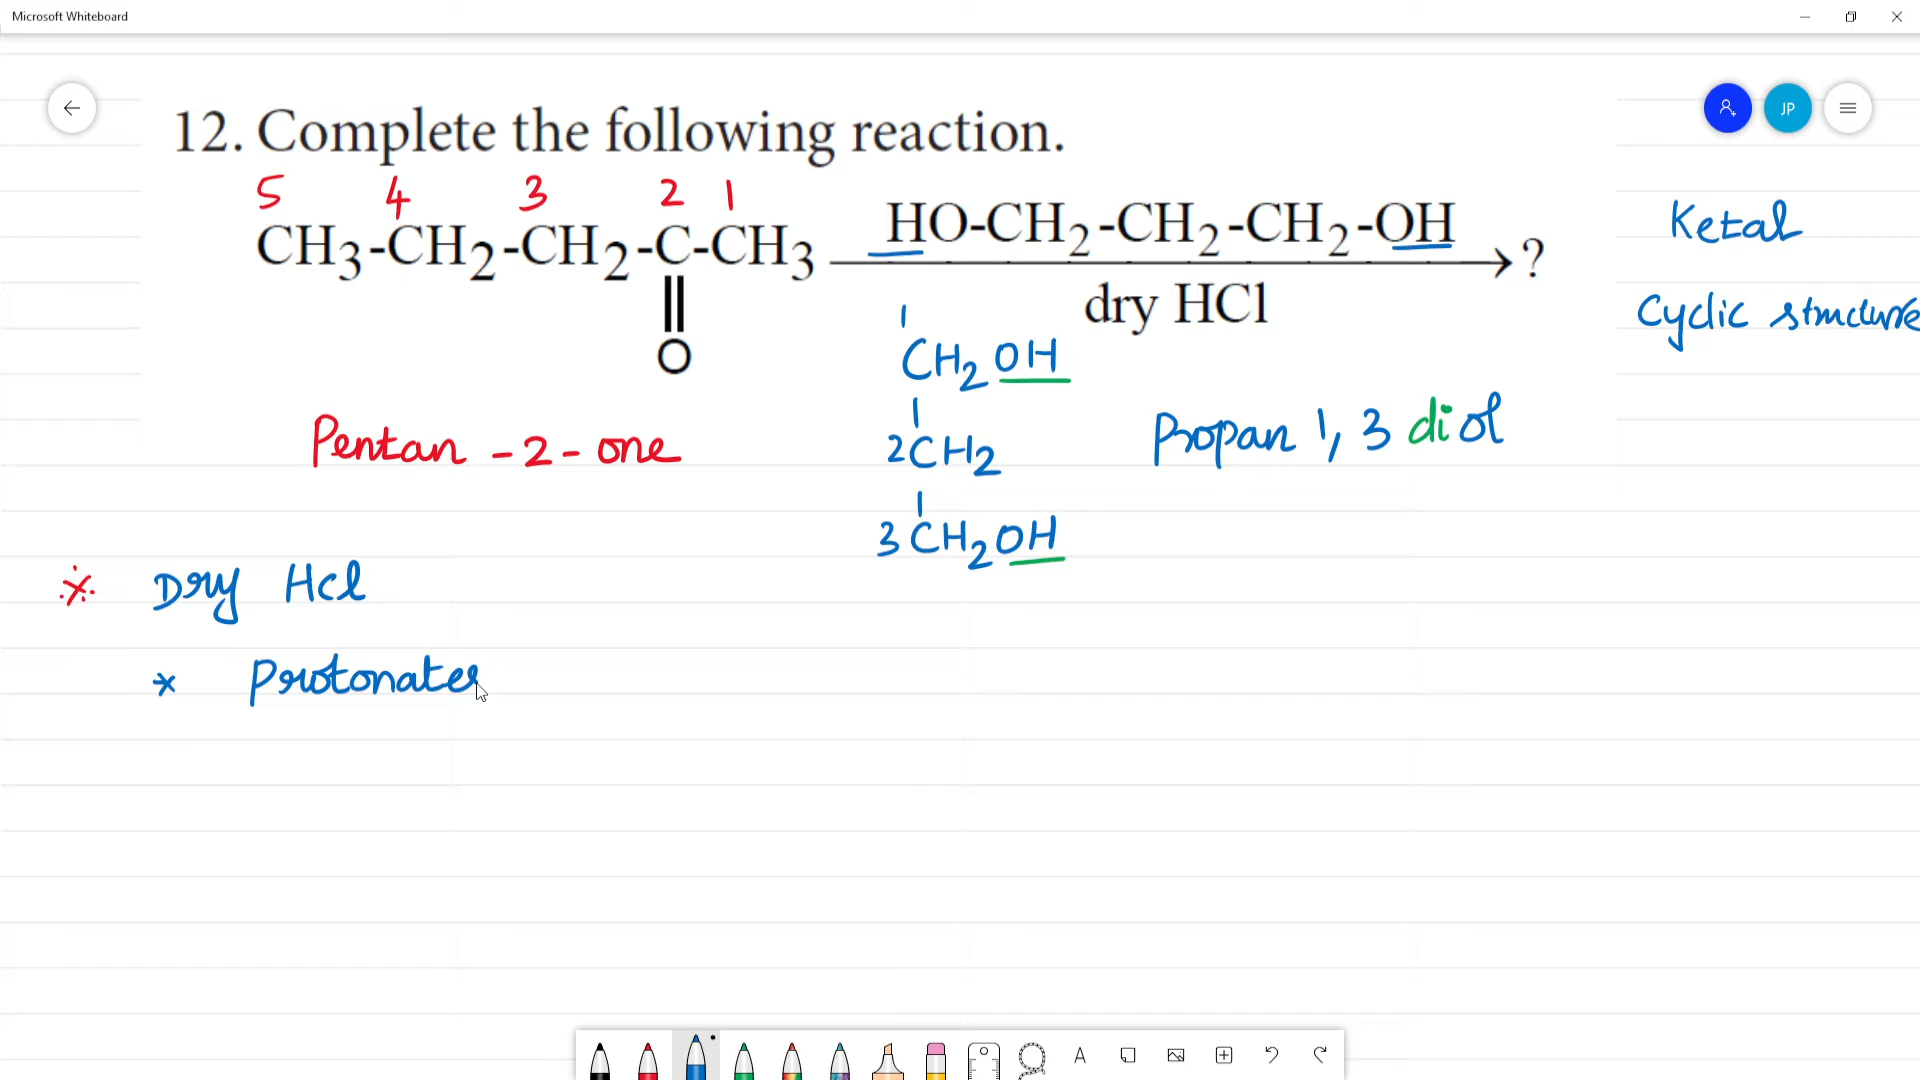 Microsoft Whiteboard
JP
12. Complete the following reaction.
5 4 3 2 1
CH3-CH2-CH2-C-CH3
O
HO-CH2-CH2-CH2-OH
?
dry HCl
Ketal
Cyclic structure
1
CH2OH
2CH2
3CH2OH
Pentan - 2 - one
Propan 1, 3 diol
Dry Hcl
* Protonates
A